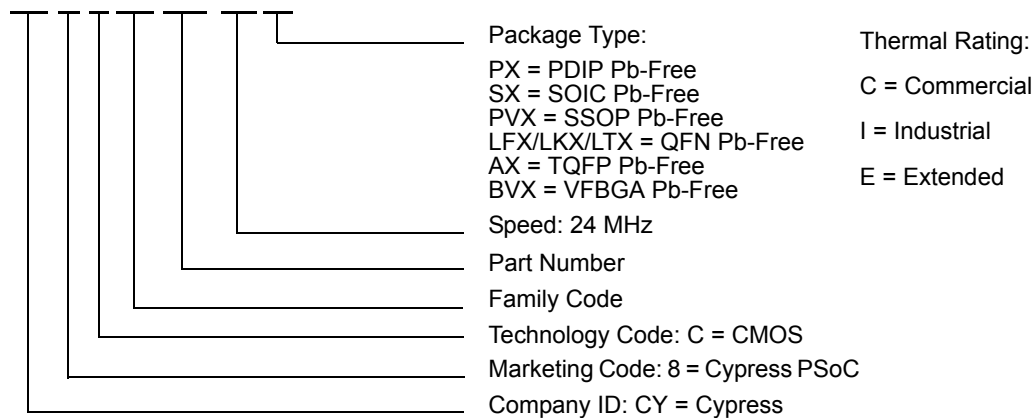 Package Type:
PX = PDIP Pb-Free
SX = SOIC Pb-Free
PVX = SSOP Pb-Free
LFX/LKX/LTX = QFN Pb-Free
AX = TQFP Pb-Free
BVX = VFBGA Pb-Free
Thermal Rating:
C = Commercial
I = Industrial
E = Extended
Speed: 24 MHz
Part Number
Family Code
Technology Code: C = CMOS
Marketing Code: 8 = Cypress PSoC
Company ID: CY = Cypress